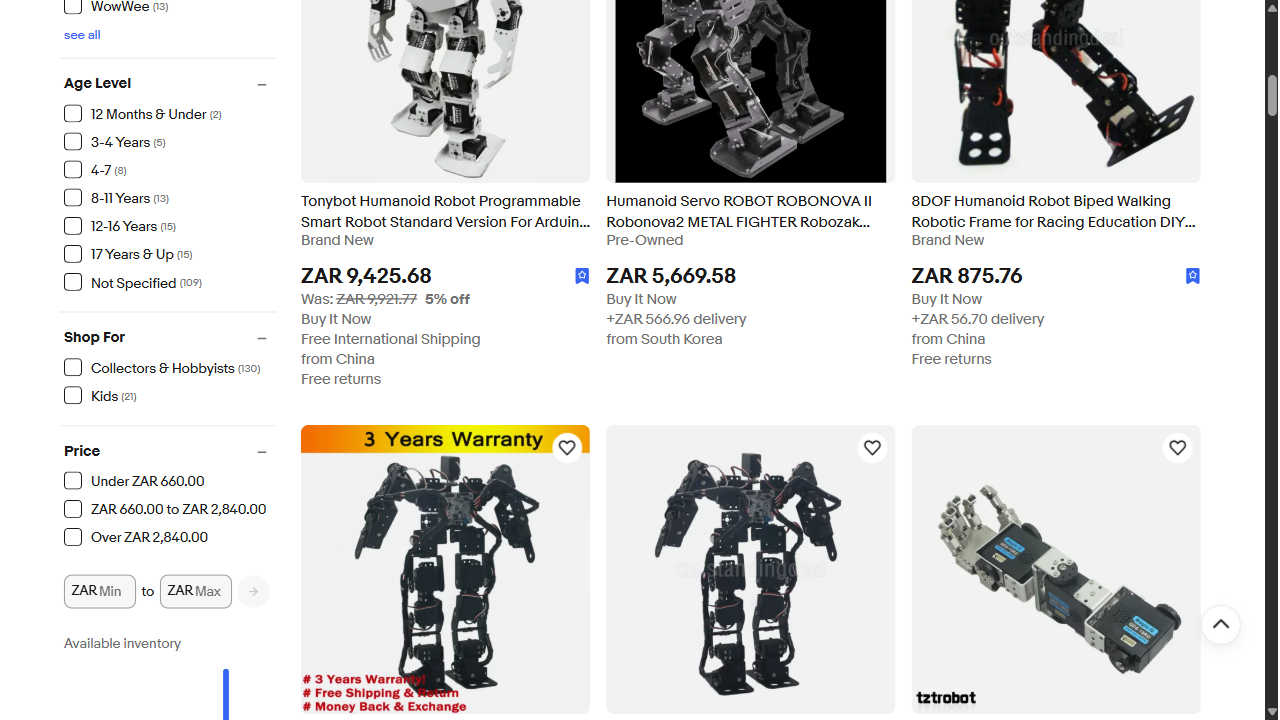 WowWee (13)
see all
Age Level
12 Months & Under (2)
3-4 Years (5)
4-7 (8)
8-11 Years (13)
12-16 Years (15)
17 Years & Up (15)
Not Specified (109)
Shop For
Collectors & Hobbyists (130)
Kids (21)
Price
Under ZAR 660.00
ZAR 660.00 to ZAR 2,840.00
Over ZAR 2,840.00
ZAR Min to ZAR Max
Available inventory
Tonybot Humanoid Robot Programmable
Smart Robot Standard Version For Arduin...
Brand New
ZAR 9,425.68
Was: ZAR 9,921.77 5% off
Buy It Now
Free International Shipping
from China
Free returns
Humanoid Servo ROBOT ROBONOVA II
Robonova2 METAL FIGHTER Robozak...
Pre-Owned
ZAR 5,669.58
Buy It Now
+ZAR 566.96 delivery
from South Korea
outstandingdeal
8DOF Humanoid Robot Biped Walking
Robotic Frame for Racing Education DIY...
Brand New
ZAR 875.76
Buy It Now
+ZAR 56.70 delivery
from China
Free returns
3 Years Warranty
# 3 Years Warranty!
# Free Shipping & Return
# Money Back & Exchange
outstandingdeal
tztrobot